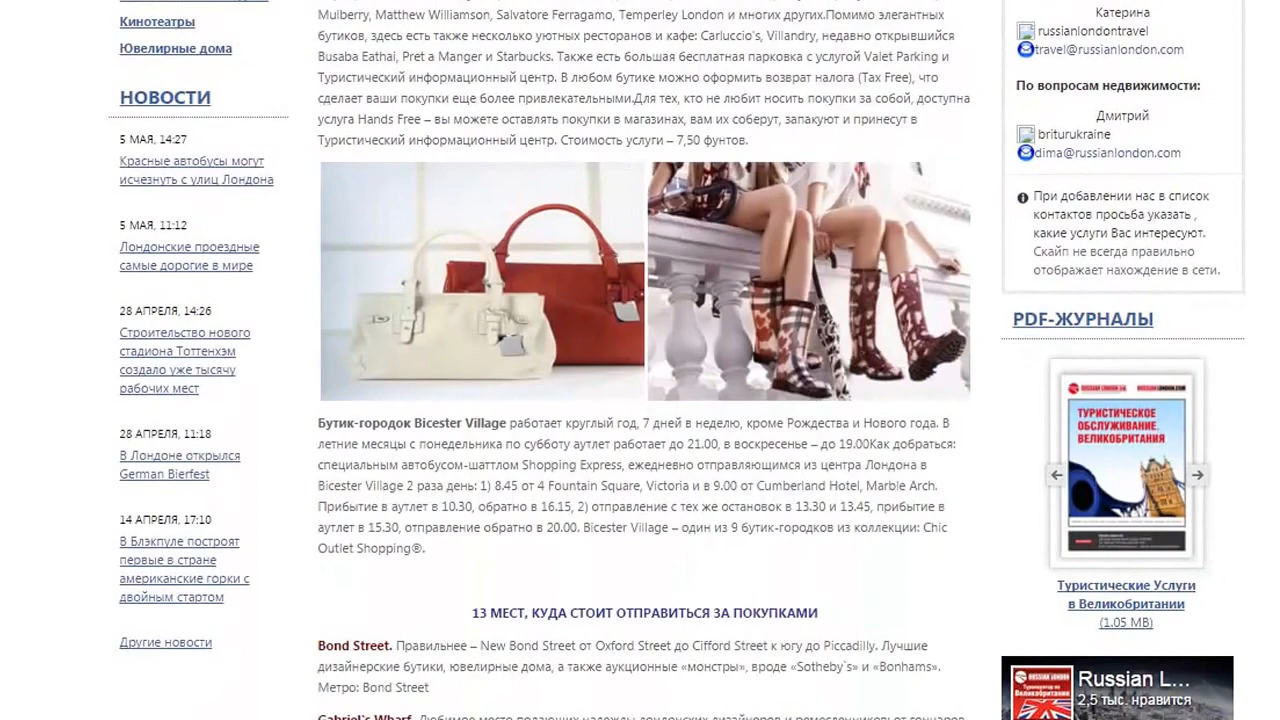 Кинотеатры
Ювелирные дома
НОВОСТИ
5 МАЯ, 14:27
Красные автобусы могут
исчезнуть с улиц Лондона
5 МАЯ, 11:12
Лондонские проездные
самые дорогие в мире
28 АПРЕЛЯ, 14:26
Строительство нового
стадиона Тоттенхэм
создало уже тысячу
рабочих мест
28 АПРЕЛЯ, 11:18
В Лондоне открылся
German Bierfest
14 АПРЕЛЯ, 17:10
В Блэкпуле построят
первые в стране
американские горки с
двойным стартом
Другие новости
Mulberry, Matthew Williamson, Salvatore Ferragamo, Temperley London и многих других.Помимо элегантных
бутиков, здесь есть также несколько уютных ресторанов и кафе: Carluccio's, Villandry, недавно открывшийся
Busaba Eathai, Pret a Manger и Starbucks. Также есть большая бесплатная парковка с услугой Valet Parking и
Туристический информационный центр. В любом бутике можно оформить возврат налога (Tax Free), что
сделает ваши покупки еще более привлекательными.Для тех, кто не любит носить покупки за собой, доступна
услуга Hands Free – вы можете оставлять покупки в магазинах, вам их соберут, запакуют и принесут в
Туристический информационный центр. Стоимость услуги – 7,50 фунтов.
Бутик-городок Bicester Village работает круглый год, 7 дней в неделю, кроме Рождества и Нового года. В
летние месяцы с понедельника по субботу аутлет работает до 21.00, в воскресенье – до 19.00Как добраться:
специальным автобусом-шаттлом Shopping Express, ежедневно отправляющимся из центра Лондона в
Bicester Village 2 раза день: 1) 8.45 от 4 Fountain Square, Victoria и в 9.00 от Cumberland Hotel, Marble Arch.
Прибытие в аутлет в 10.30, обратно в 16.15, 2) отправление с тех же остановок в 13.30 и 13.45, прибытие в
аутлет в 15.30, отправление обратно в 20.00. Bicester Village – один из 9 бутик-городков из коллекции: Chic
Outlet Shopping®.
13 МЕСТ, КУДА СТОИТ ОТПРАВИТЬСЯ ЗА ПОКУПКАМИ
Bond Street. Правильнее – New Bond Street от Oxford Street до Cifford Street к югу до Piccadilly. Лучшие
дизайнерские бутики, ювелирные дома, а также аукционные «монстры», вроде «Sotheby`s» и «Bonhams».
Метро: Bond Street
Gabriel`s Wharf. Любимое место подающих надежды лондонских дизайнеров и ремесленников:от гончаров
Катерина
russianlondontravel
travel@russianlondon.com
По вопросам недвижимости:
Дмитрий
briturukraine
dima@russianlondon.com
При добавлении нас в список
контактов просьба указать ,
какие услуги Вас интересуют.
Скайп не всегда правильно
отображает нахождение в сети.
PDF-ЖУРНАЛЫ
ТУРИСТИЧЕСКОЕ
ОБСЛУЖИВАНИЕ.
ВЕЛИКОБРИТАНИЯ
Туристические Услуги
в Великобритании
(1.05 MB)
Russian L...
2,5 тыс. нравится